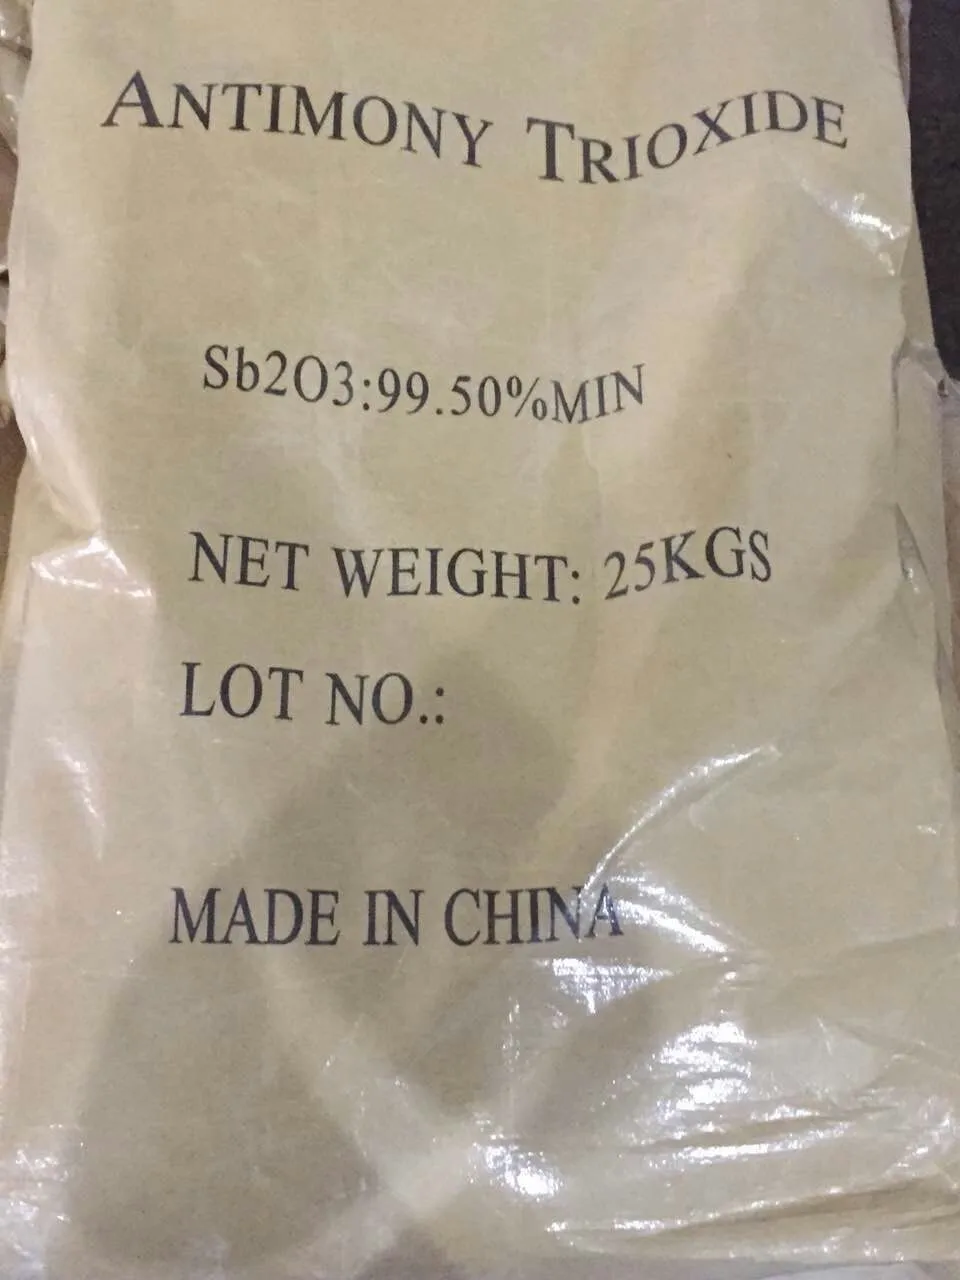 ANTIMONY TRIOXIDE
Sb2O3:99.50%MIN
NET WEIGHT: 25KGS
LOT NO.:
MADE IN CHINA